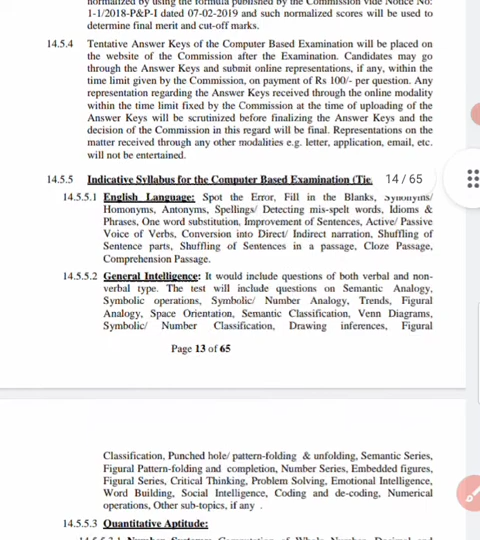 normalized by using the formula published by the Commission vide Notice No:
1-1/2018-P&P-I dated 07-02-2019 and such normalized scores will be used to
determine final merit and cut-off marks.
14.5.4 Tentative Answer Keys of the Computer Based Examination will be placed on
the website of the Commission after the Examination. Candidates may go
through the Answer Keys and submit online representations, if any, within the
time limit given by the Commission, on payment of Rs 100/- per question. Any
representation regarding the Answer Keys received through the online modality
within the time limit fixed by the Commission at the time of uploading of the
Answer Keys will be scrutinized before finalizing the Answer Keys and the
decision of the Commission in this regard will be final. Representations on the
matter received through any other modalities e.g. letter, application, email, etc.
will not be entertained.
14.5.5 Indicative Syllabus for the Computer Based Examination (Tie 14 / 65
14.5.5.1 English Language: Spot the Error, Fill in the Blanks, Synonyms/
Homonyms, Antonyms, Spellings/ Detecting mis-spelt words, Idioms &
Phrases, One word substitution, Improvement of Sentences, Active/ Passive
Voice of Verbs, Conversion into Direct/ Indirect narration, Shuffling of
Sentence parts, Shuffling of Sentences in a passage, Cloze Passage,
Comprehension Passage.
14.5.5.2 General Intelligence: It would include questions of both verbal and non-
verbal type. The test will include questions on Semantic Analogy,
Symbolic operations, Symbolic/ Number Analogy, Trends, Figural
Analogy, Space Orientation, Semantic Classification, Venn Diagrams,
Symbolic/ Number Classification, Drawing inferences, Figural
Page 13 of 65
Classification, Punched hole/ pattern-folding & unfolding, Semantic Series,
Figural Pattern-folding and completion, Number Series, Embedded figures,
Figural Series, Critical Thinking, Problem Solving, Emotional Intelligence,
Word Building, Social Intelligence, Coding and de-coding, Numerical
operations, Other sub-topics, if any .
14.5.5.3 Quantitative Aptitude: